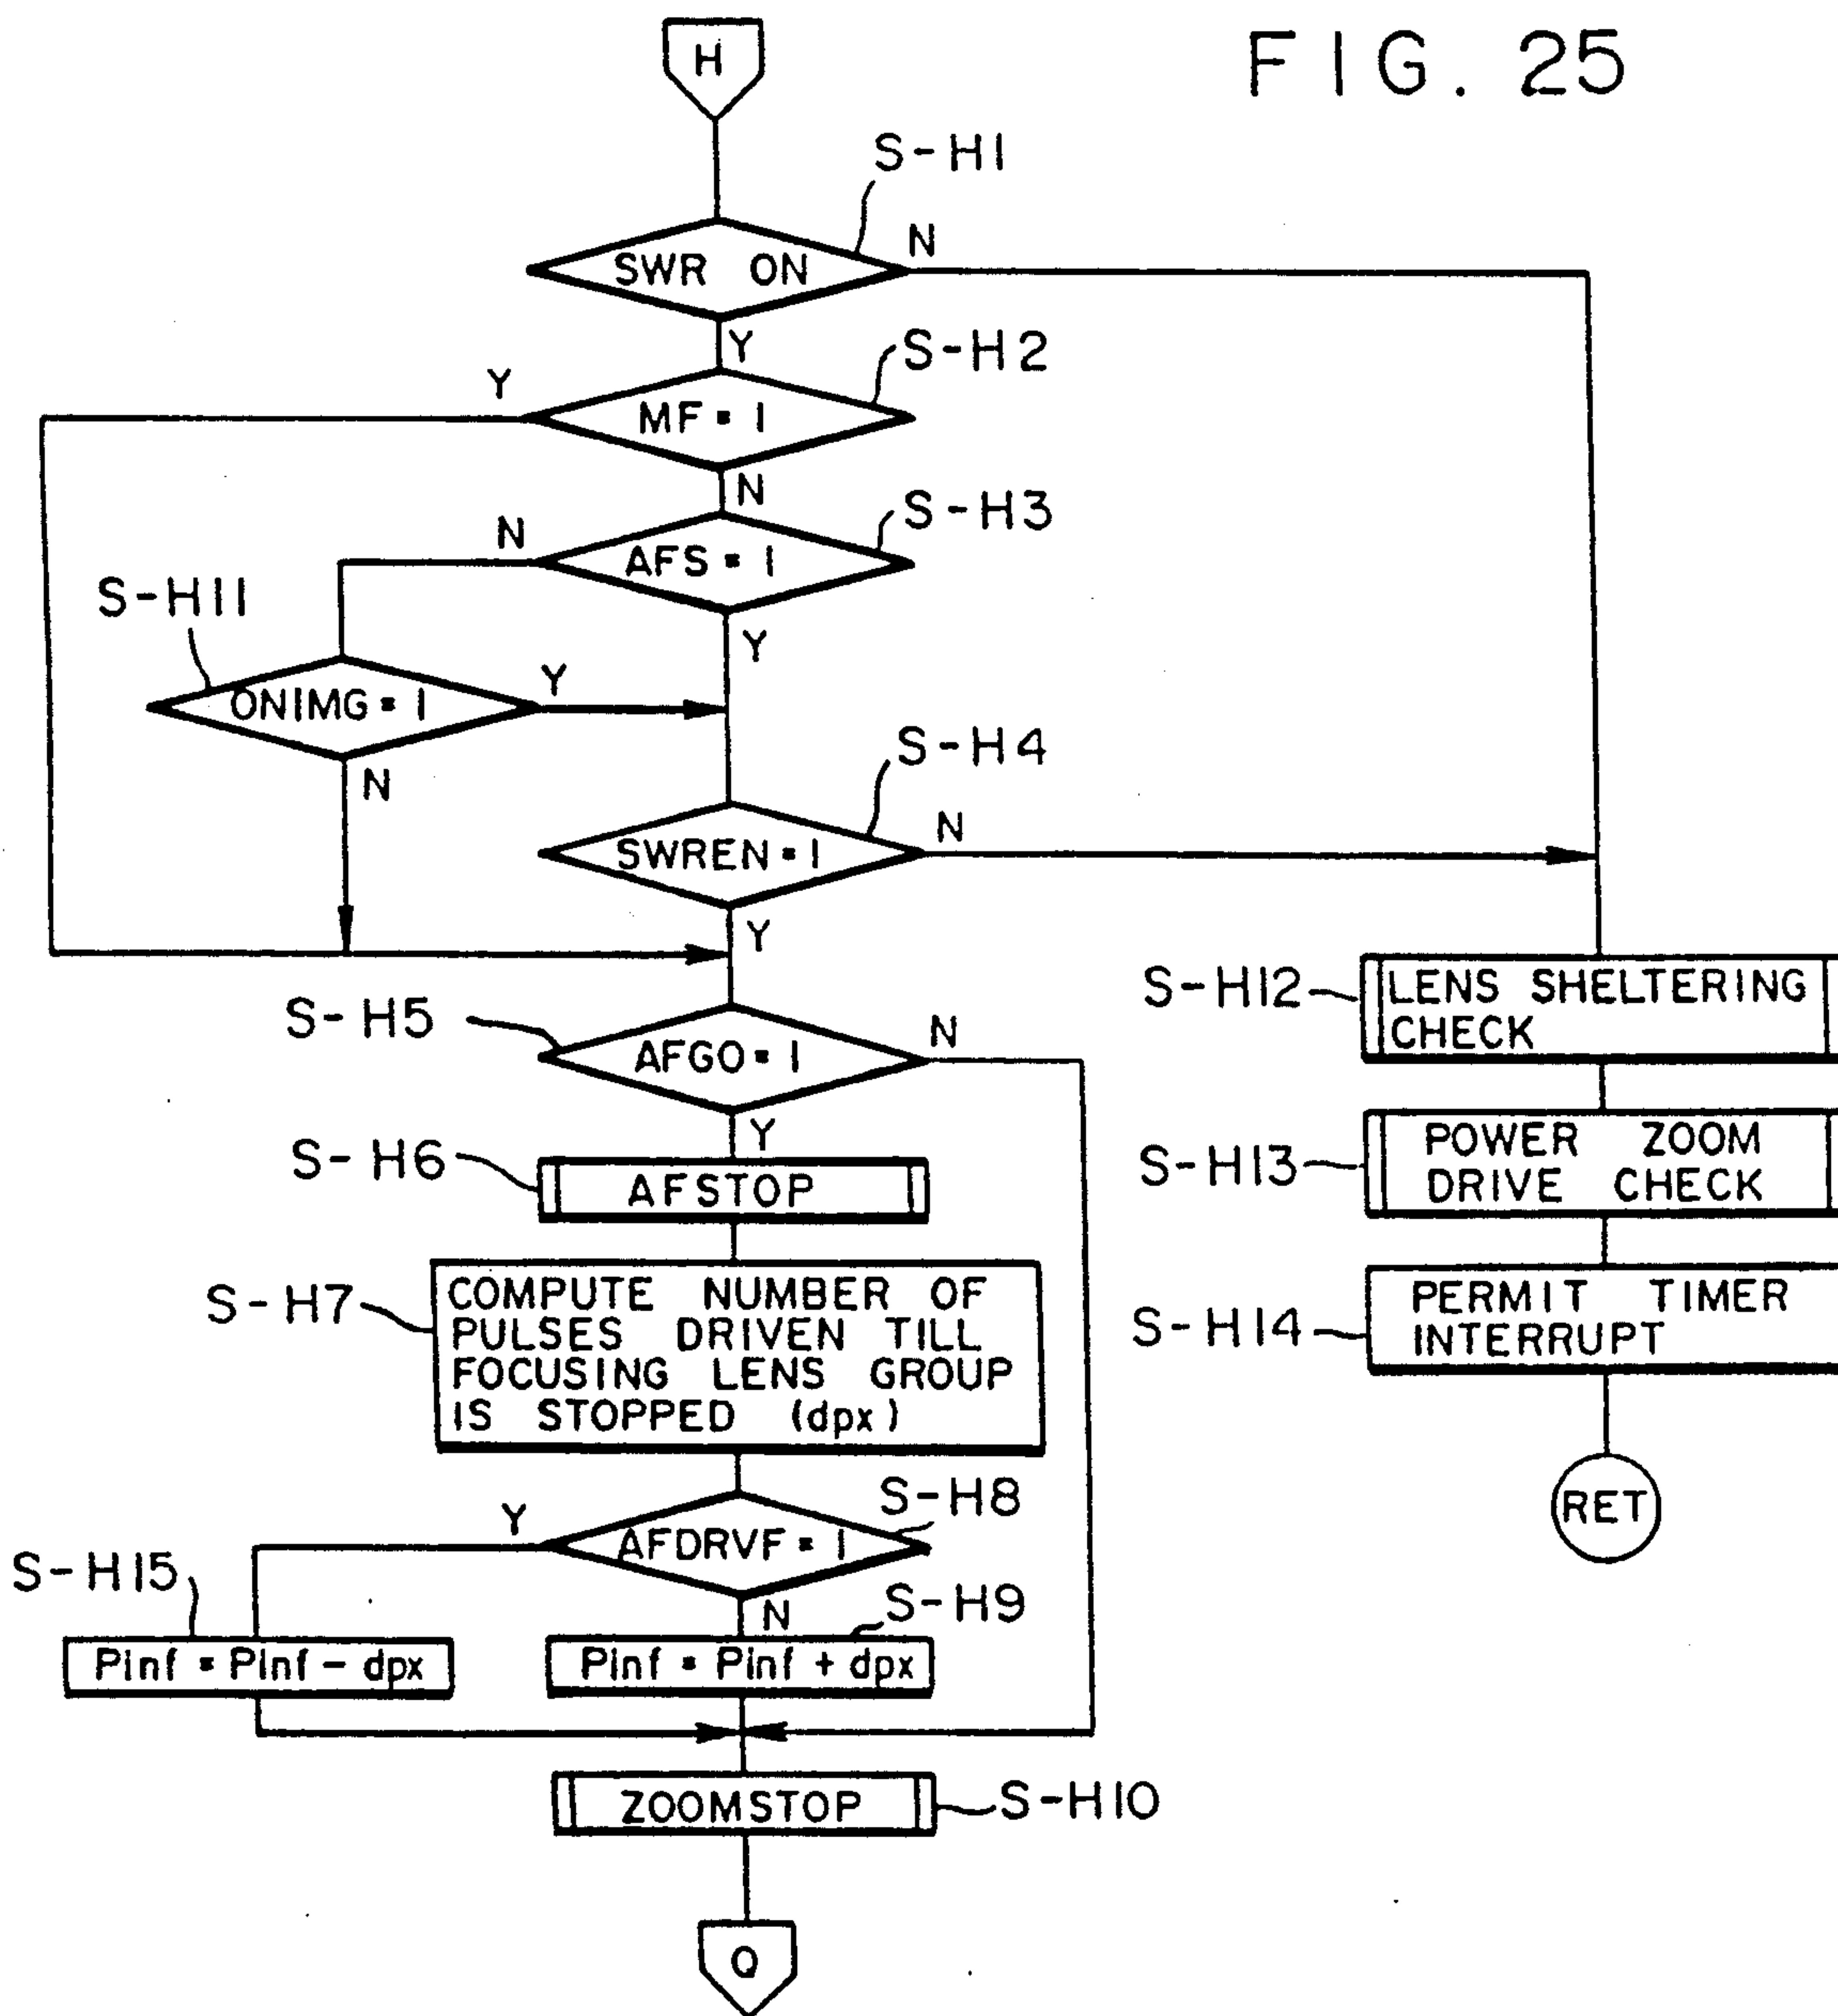 FIG. 25
H
S-H1
SWR ON
N
Y
S-H2
Y
MF = 1
N
S-H3
N
AFS = 1
S-H11
Y
ONIMG = 1
Y
S-H4
N
SWREN = 1
N
Y
S-H12
LENS SHELTERING
CHECK
S-H5
N
AFGO = 1
Y
S-H13
POWER ZOOM
DRIVE CHECK
S-H6
AFSTOP
S-H7
COMPUTE NUMBER OF
PULSES DRIVEN TILL
FOCUSING LENS GROUP
IS STOPPED (dpx)
S-H14
PERMIT TIMER
INTERRUPT
RET
S-H8
Y
AFDRVF = 1
S-H15
N
S-H9
Pinf = Pinf - dpx
Pinf = Pinf + dpx
ZOOMSTOP
S-H10
Q